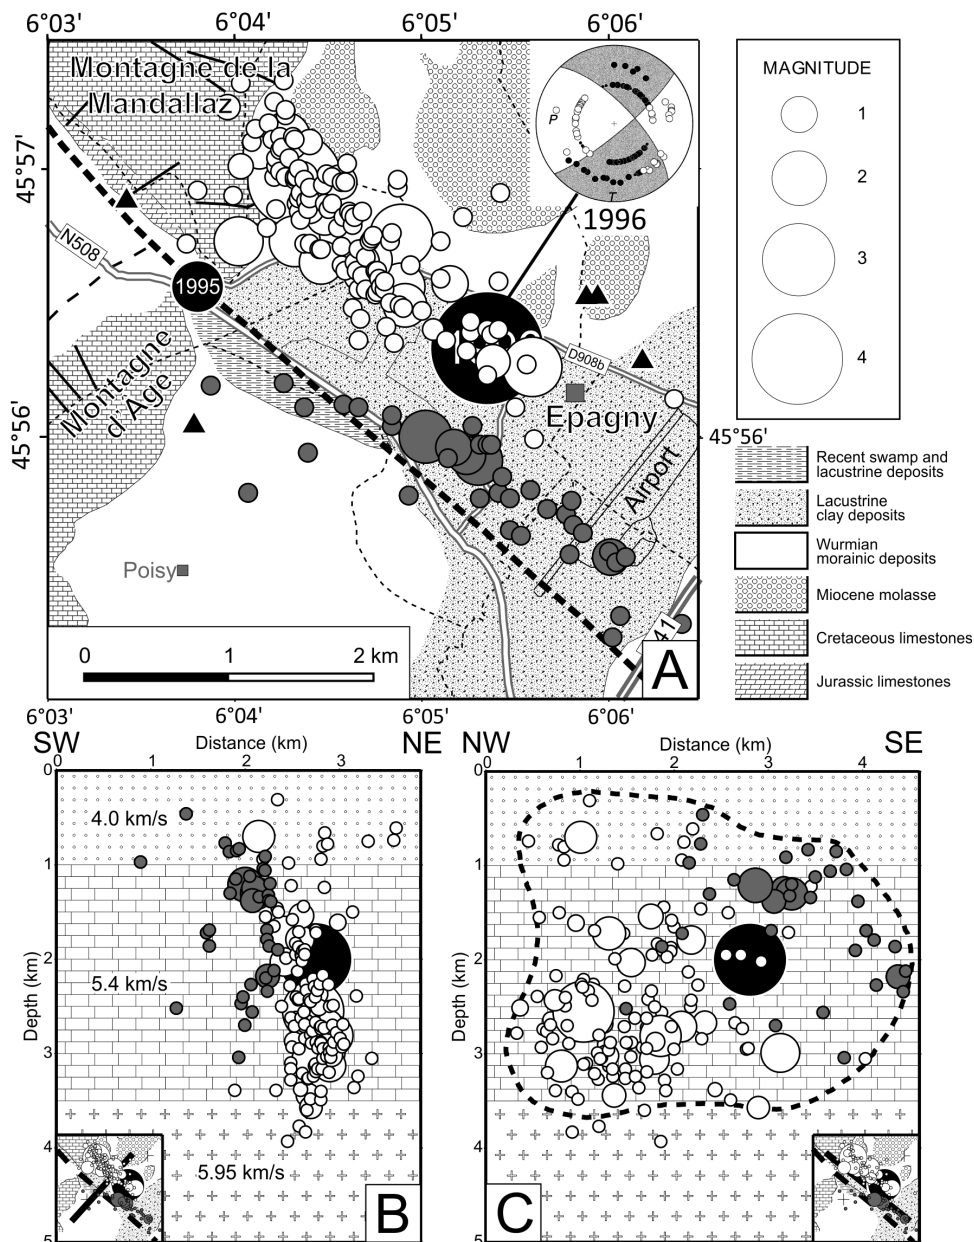 6°03' 6°04' 6°05' 6°06'
Montagne de la
Mandallaz
P
T
1996
45°57'
N508
1995
Montagne
d'Age
D908b
Epagny
45°56'
45°56'
Airport
Poisy
41
0 1 2 km
A
6°03' 6°04' 6°05' 6°06'
MAGNITUDE
1
2
3
4
Recent swamp and
lacustrine deposits
Lacustrine
clay deposits
Wurmian
morainic deposits
Miocene molasse
Cretaceous limestones
Jurassic limestones
SW Distance (km) NE
1 2 3
0
1
2
3
4
5
Depth (km)
4.0 km/s
5.4 km/s
5.95 km/s
B
NW Distance (km) SE
0 1 2 3 4
1
2
3
4
5
Depth (km)
C